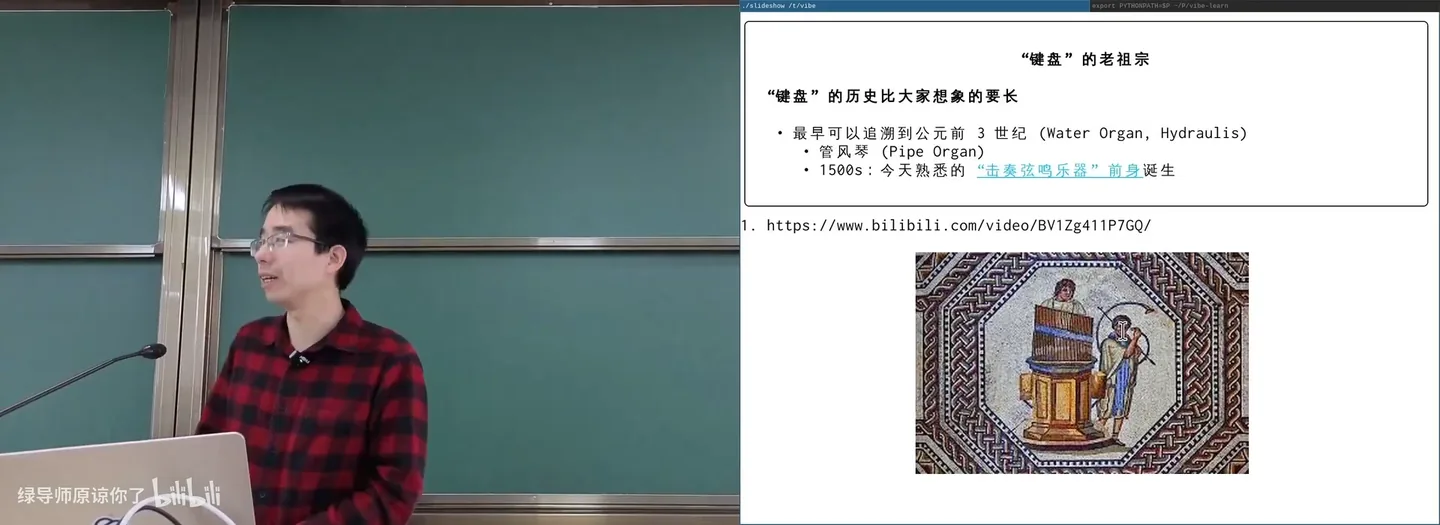 ./slideshow /t/vibe
export PYTHONPATH=$P ~/P/vibe-learn
“键盘”的老祖宗
“键盘”的历史比大家想象的要长
• 最早可以追溯到公元前 3 世纪 (Water Organ, Hydraulis)
• 管风琴 (Pipe Organ)
• 1500s：今天熟悉的 “击奏弦鸣乐器”前身诞生
1. https://www.bilibili.com/video/BV1Zg411P7GQ/
绿导师原谅你了 bilibili